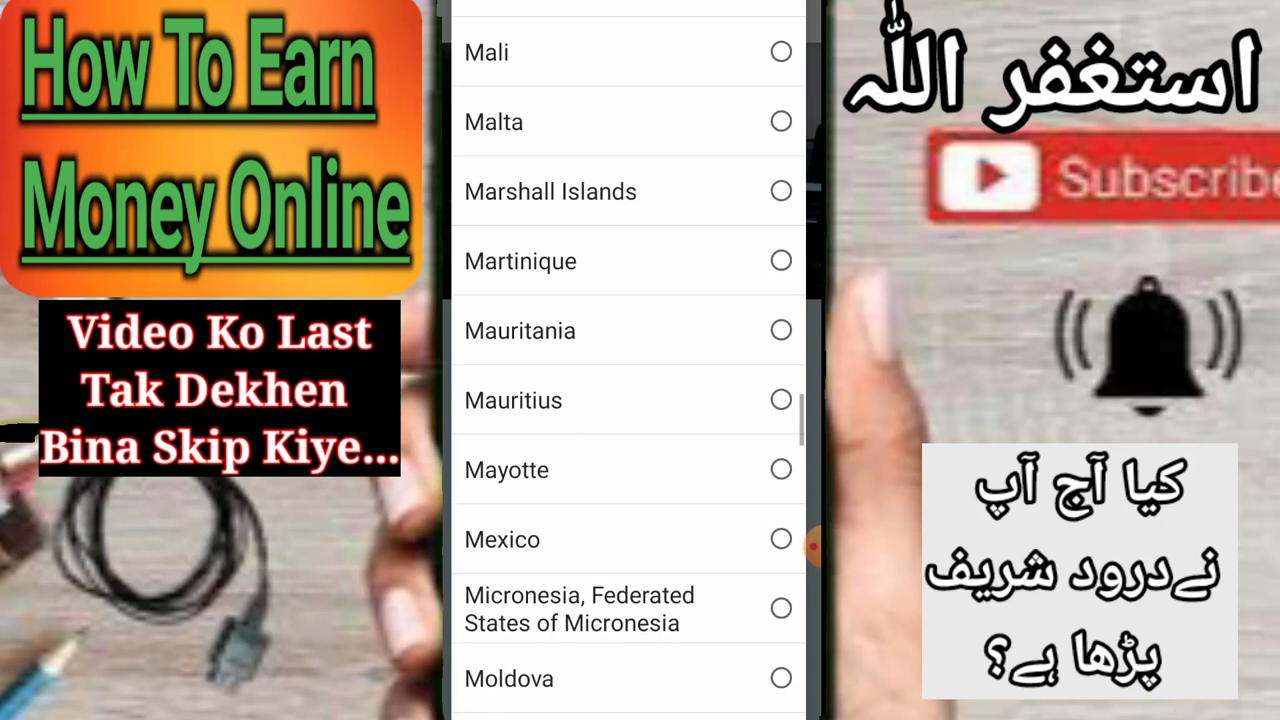 How To Earn
Money Online
Video Ko Last
Tak Dekhen
Bina Skip Kiye...
Mali
Malta
Marshall Islands
Martinique
Mauritania
Mauritius
Mayotte
Mexico
Micronesia, Federated
States of Micronesia
Moldova
استغفر اللّٰہ
Subscribe
کیا آج آپ
نےدرود شریف
پڑھا ہے؟